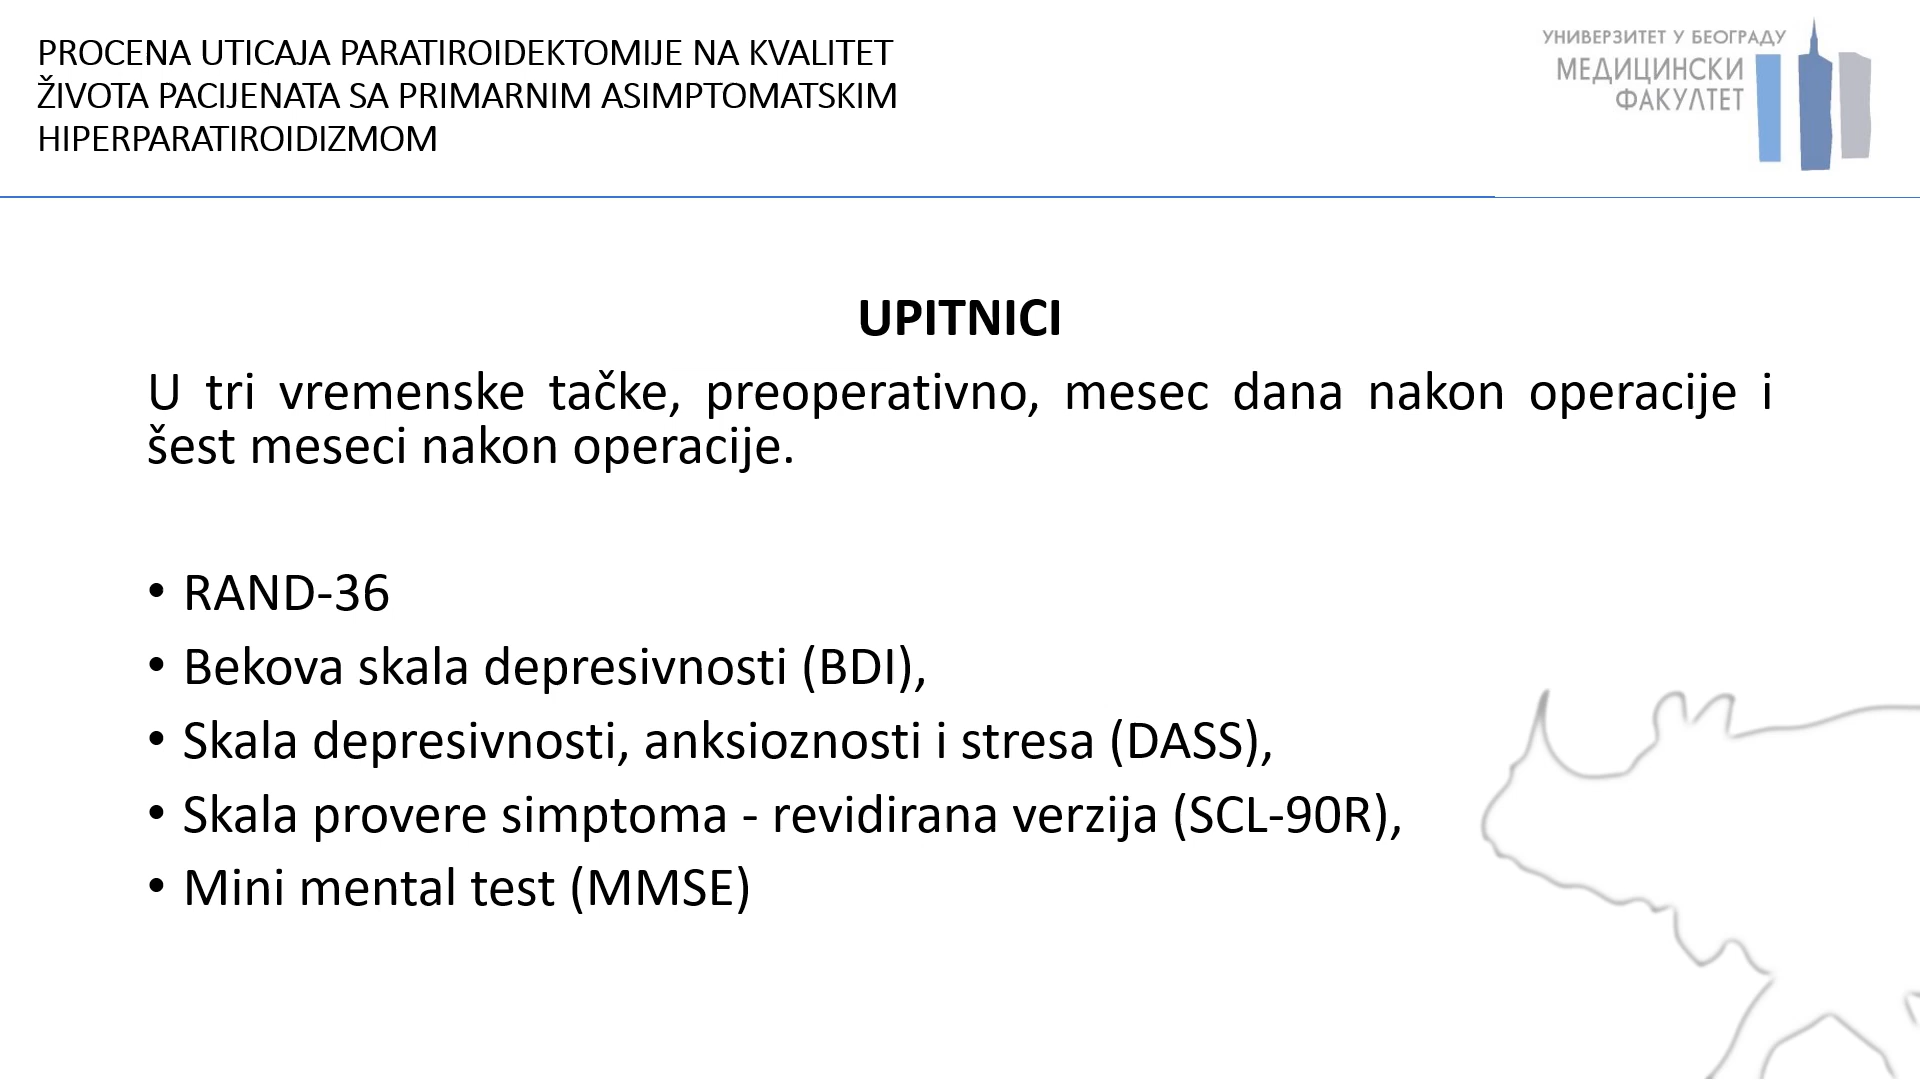 PROCENA UTICAJA PARATIROIDEKTOMIJE NA KVALITET
ŽIVOTA PACIJENATA SA PRIMARNIM ASIMPTOMATSKIM
HIPERPARATIROIDIZMOM
УНИВЕРЗИТЕТ У БЕОГРАДУ
МЕДИЦИНСКИ
ФАКУЛТЕТ
UPITNICI
U tri vremenske tačke, preoperativno, mesec dana nakon operacije i
šest meseci nakon operacije.
• RAND-36
• Bekova skala depresivnosti (BDI),
• Skala depresivnosti, anksioznosti i stresa (DASS),
• Skala provere simptoma - revidirana verzija (SCL-90R),
• Mini mental test (MMSE)